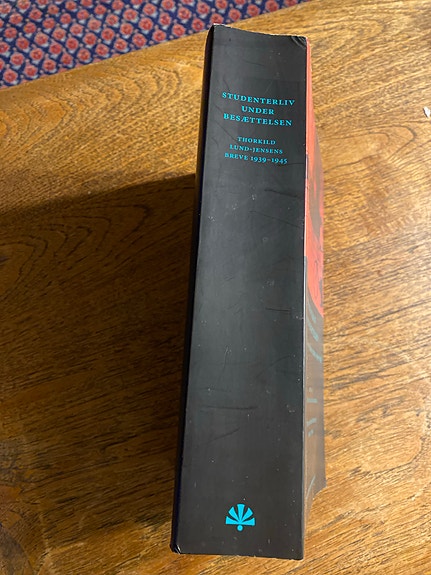 STUDENTERLIV
UNDER
BESÆTTELSEN
THORKILD
LUND-JENSENS
BREVE 1939-1945